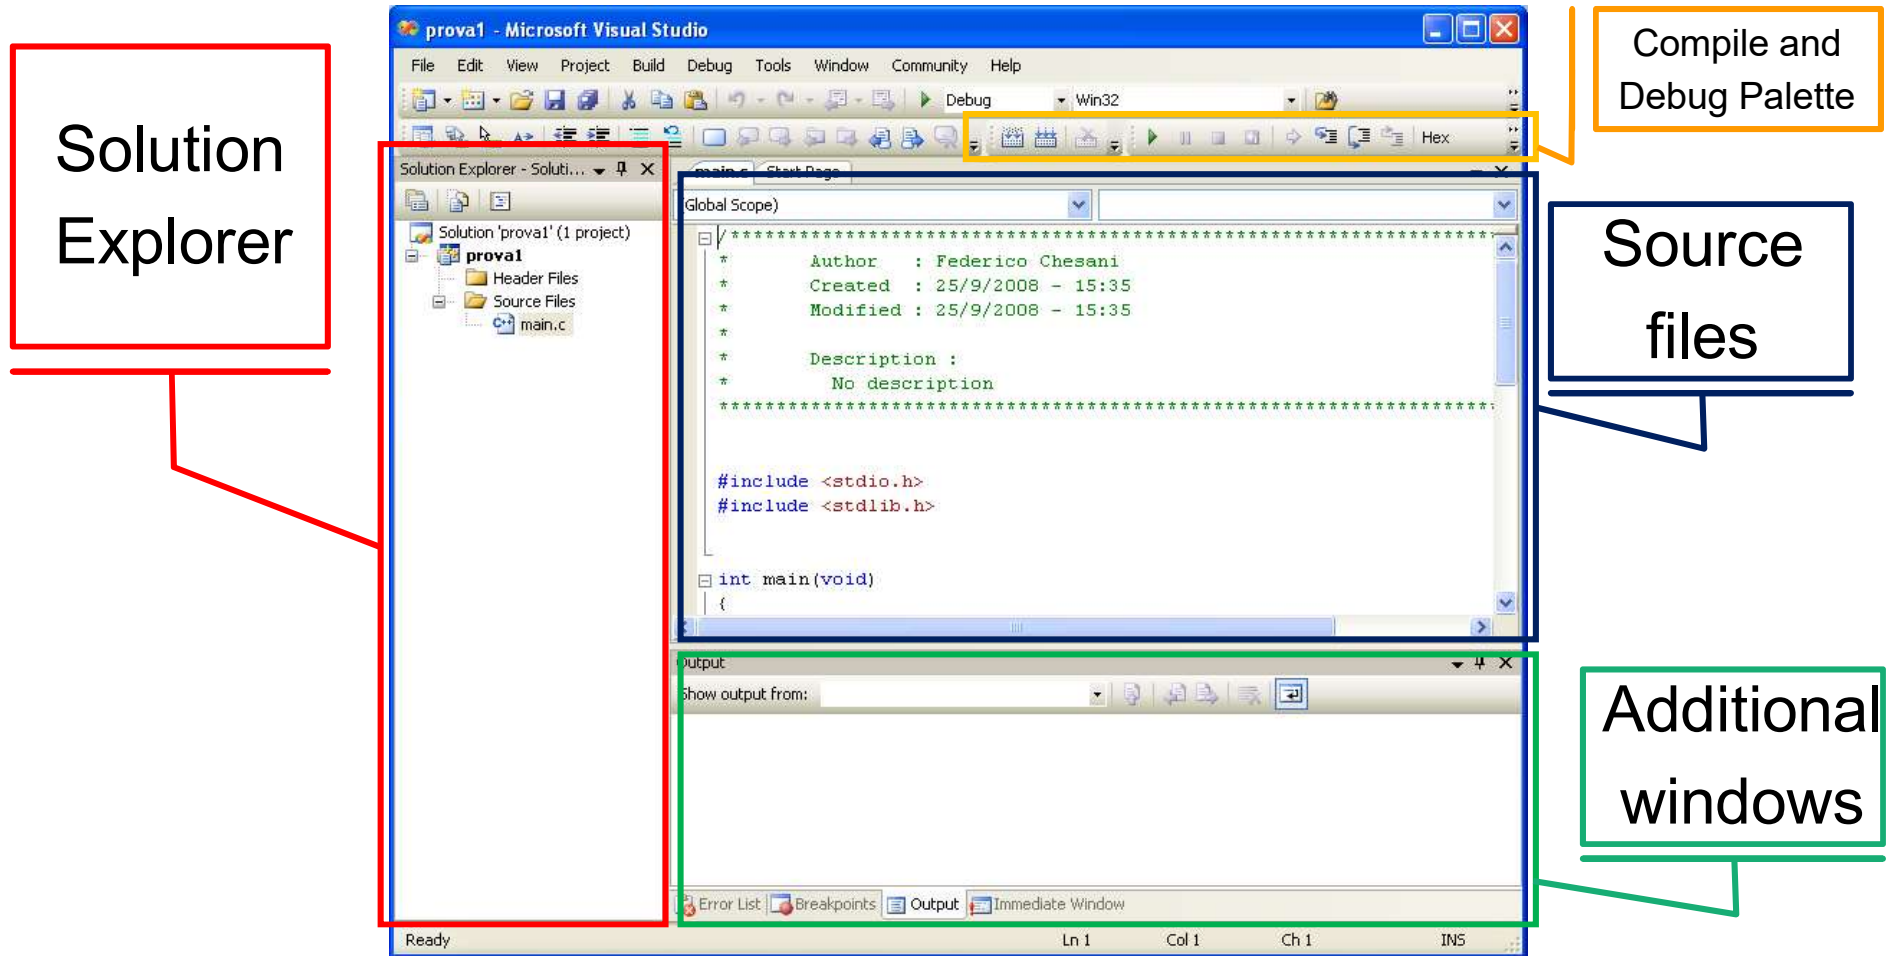 Solution
Explorer
prova1 - Microsoft Visual Studio
File Edit View Project Build Debug Tools Window Community Help
Debug Win32
Hex
Compile and
Debug Palette
Solution Explorer - Soluti...
Solution 'prova1' (1 project)
prova1
Header Files
Source Files
main.c
main.c Start Page
(Global Scope)
/*******************************************************************
* Author : Federico Chesani
* Created : 25/9/2008 - 15:35
* Modified : 25/9/2008 - 15:35
*
* Description :
* No description
********************************************************************
#include <stdio.h>
#include <stdlib.h>
int main(void)
{
Source
files
Output
Show output from:
Error List Breakpoints Output Immediate Window
Additional
windows
Ready Ln 1 Col 1 Ch 1 INS